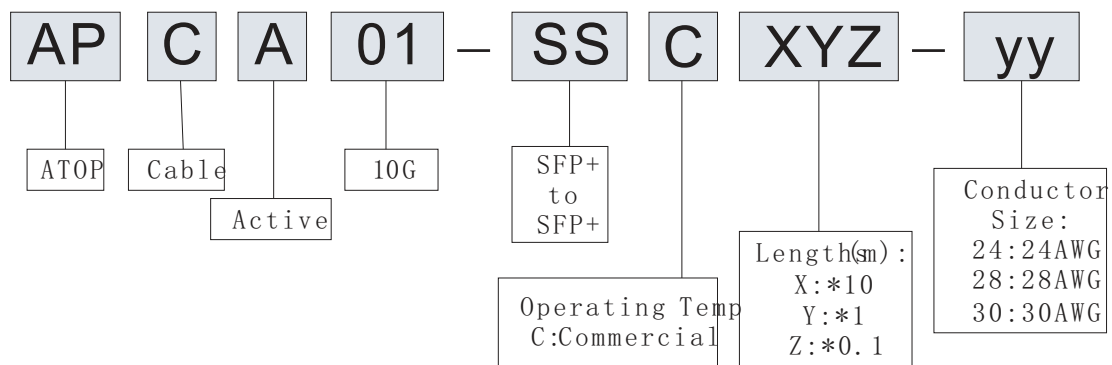 AP C A 01 – SS C XYZ – yy
ATOP
Cable
Active
10G
SFP+
to
SFP+
Operating Temp
C:Commercial
Length(m):
X:*10
Y:*1
Z:*0.1
Conductor
Size:
24:24AWG
28:28AWG
30:30AWG